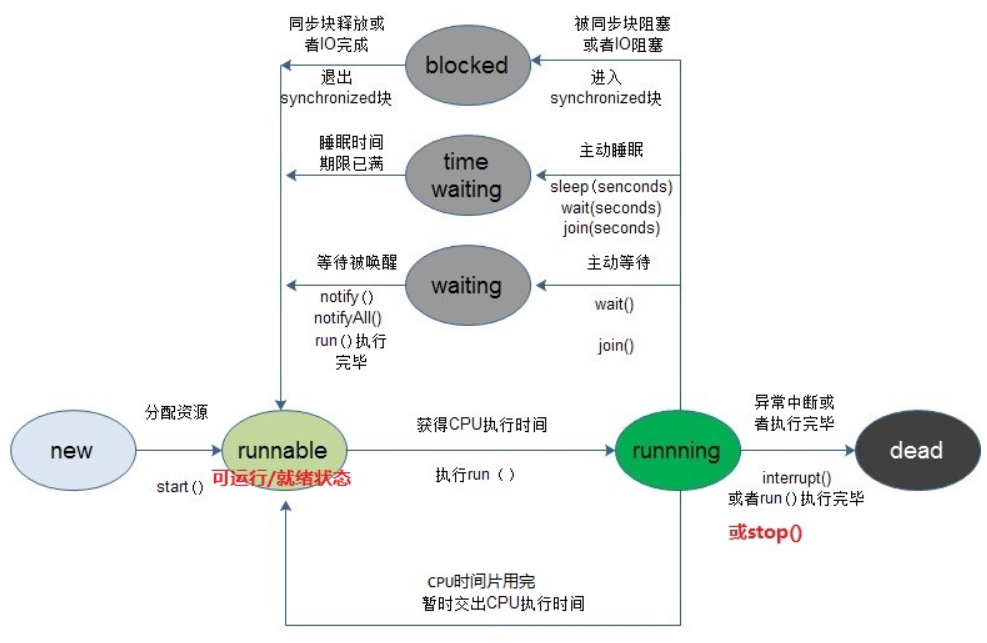 同步块释放或
者IO完成
退出
synchronized块
blocked
被同步块阻塞
或者IO阻塞
进入
synchronized块
睡眠时间
期限已满
time
waiting
主动睡眠
sleep(senconds)
wait(seconds)
join(seconds)
等待被唤醒
notify()
notifyAll()
run()执行
完毕
waiting
主动等待
wait()
join()
new
分配资源
start()
runnable
可运行/就绪状态
获得CPU执行时间
执行run（）
runnning
异常中断或
者执行完毕
interrupt()
或者run()执行完毕
或stop()
dead
CPU时间片用完
暂时交出CPU执行时间